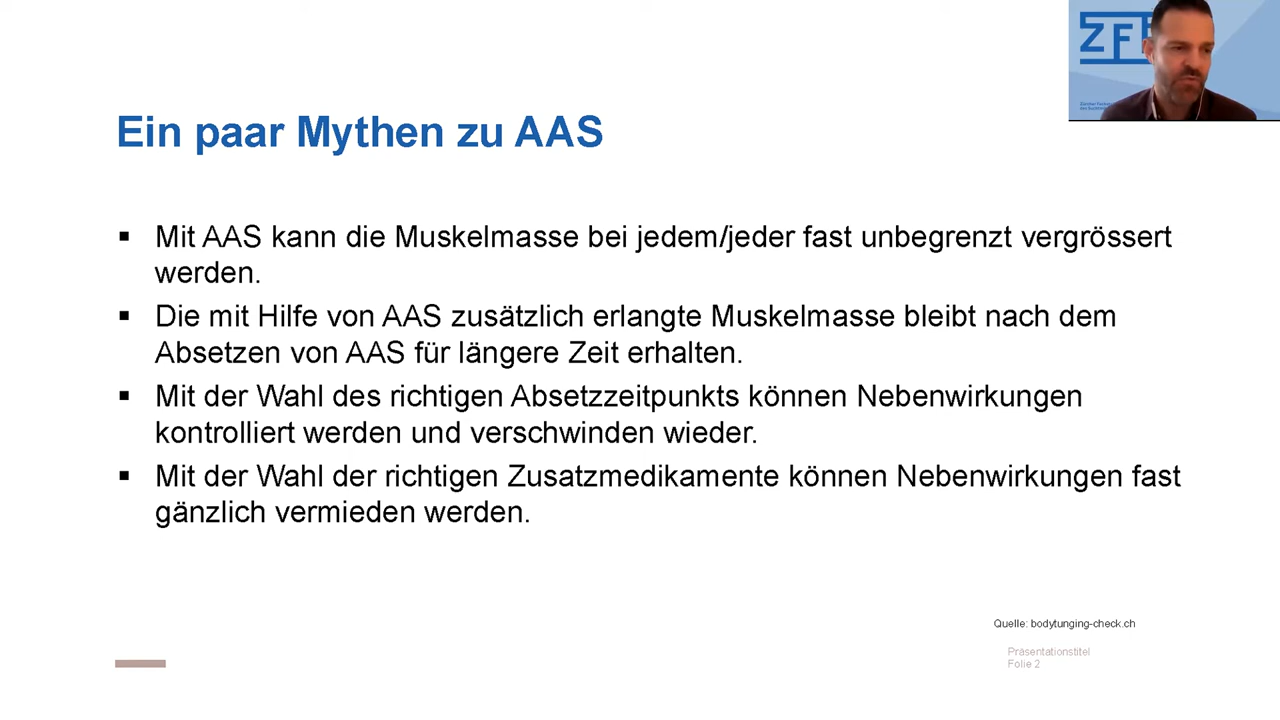 ZF
Ein paar Mythen zu AAS
Mit AAS kann die Muskelmasse bei jedem/jeder fast unbegrenzt vergrössert
werden.
Die mit Hilfe von AAS zusätzlich erlangte Muskelmasse bleibt nach dem
Absetzen von AAS für längere Zeit erhalten.
Mit der Wahl des richtigen Absetzzeitpunkts können Nebenwirkungen
kontrolliert werden und verschwinden wieder.
Mit der Wahl der richtigen Zusatzmedikamente können Nebenwirkungen fast
gänzlich vermieden werden.
Quelle: bodytunging-check.ch
Präsentationstitel
Folie 2